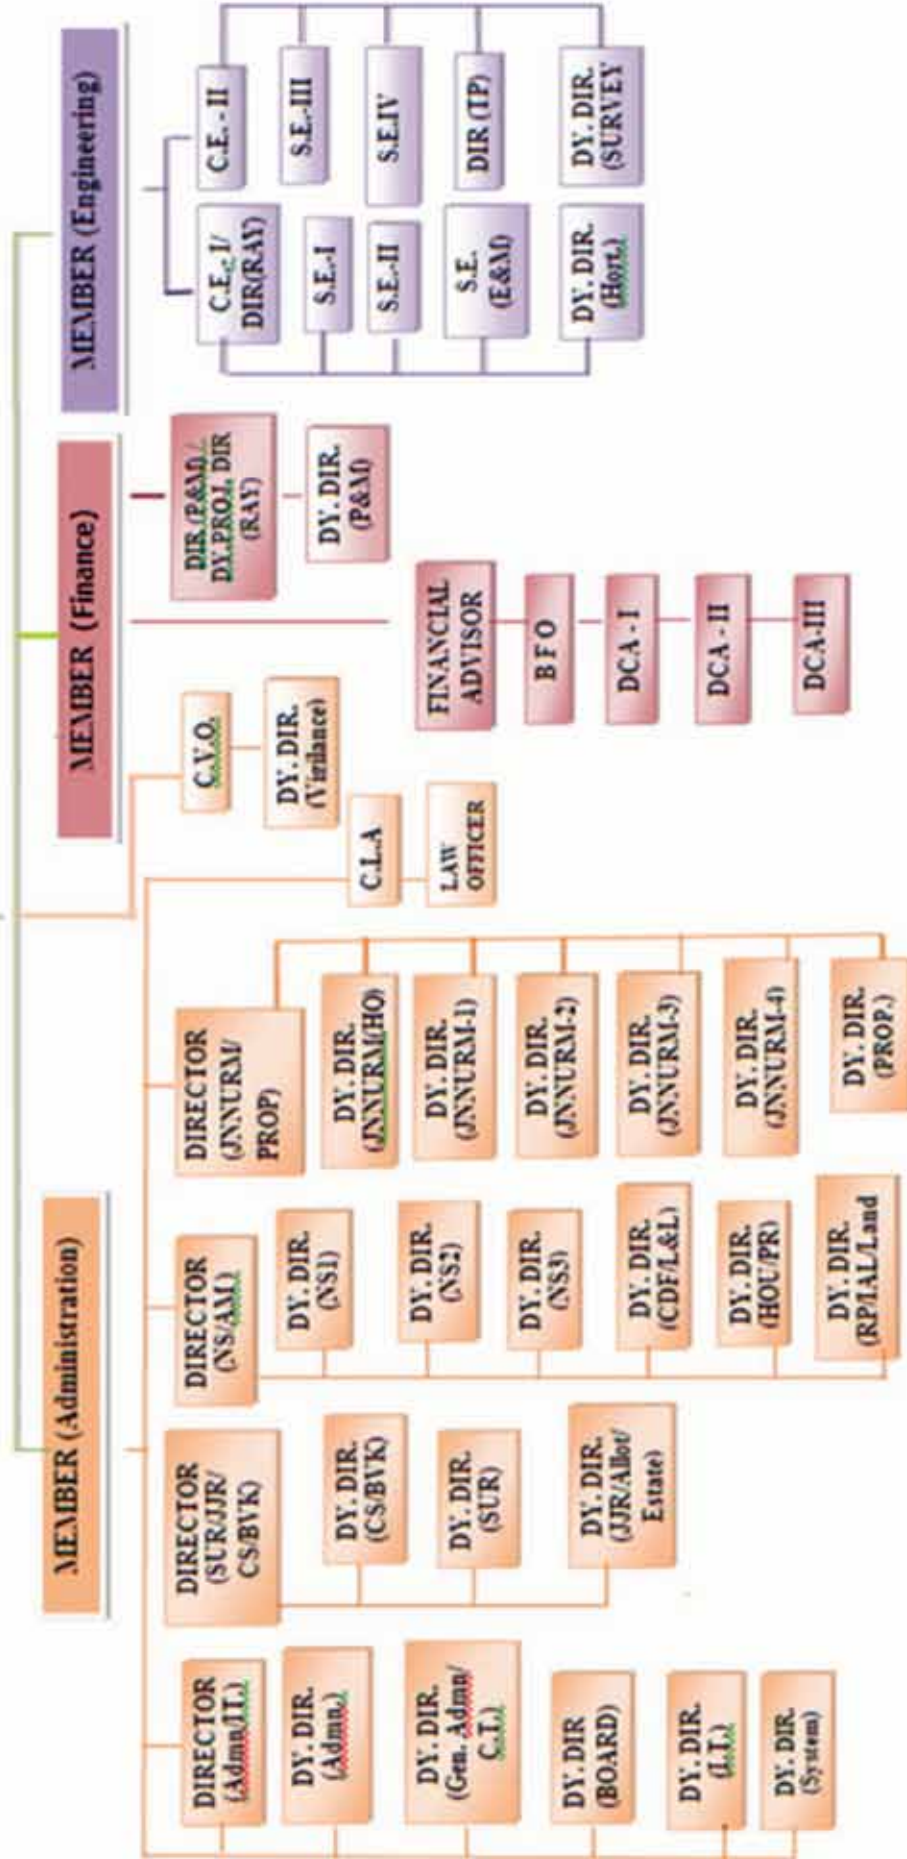 MEMBER (Administration)
MEMBER (Finance)
MEMBER (Engineering)
DIRECTOR
(Admn/IT.)
DY. DIR.
(Admn.)
DY. DIR.
(Gen. Admn/
C.T.)
DY. DIR
(BOARD)
DY. DIR.
(I.T.)
DY. DIR.
(System)
DIRECTOR
(SUR/JJR/
CS/BVK)
DY. DIR.
(CS/BVK)
DY. DIR.
(SUR)
DY. DIR.
(JJR/Allot/
Estate)
DIRECTOR
(NS/AM.)
DY. DIR.
(NS1)
DY. DIR.
(NS2)
DY. DIR.
(NS3)
DY. DIR.
(CDF/L&L)
DY. DIR.
(HOU/PR)
DY. DIR.
(RP/IAL/Land
DIRECTOR
(JNNURM/
PROP)
DY. DIR.
(JNNURM(HQ)
DY. DIR.
(JNNURM-1)
DY. DIR.
(JNNURM-2)
DY. DIR.
(JNNURM-3)
DY. DIR.
(JNNURM-4)
DY. DIR.
(PROP.)
C.L.A
LAW
OFFICER
C.V.O.
DY. DIR.
(Virilance)
FINANCIAL
ADVISOR
B F O
DCA - I
DCA - II
DCA-III
DIR (P&M) /
DY.PROJ. DIR
(RAY)
DY. DIR.
(P&M)
C.E.- I/
DIR(RAY)
S.E.-I
S.E.-II
S.E.
(E&M)
DY. DIR.
(Hort.)
C.E. - II
S.E.-III
S.E.IV
DIR (TP)
DY. DIR.
(SURVEY